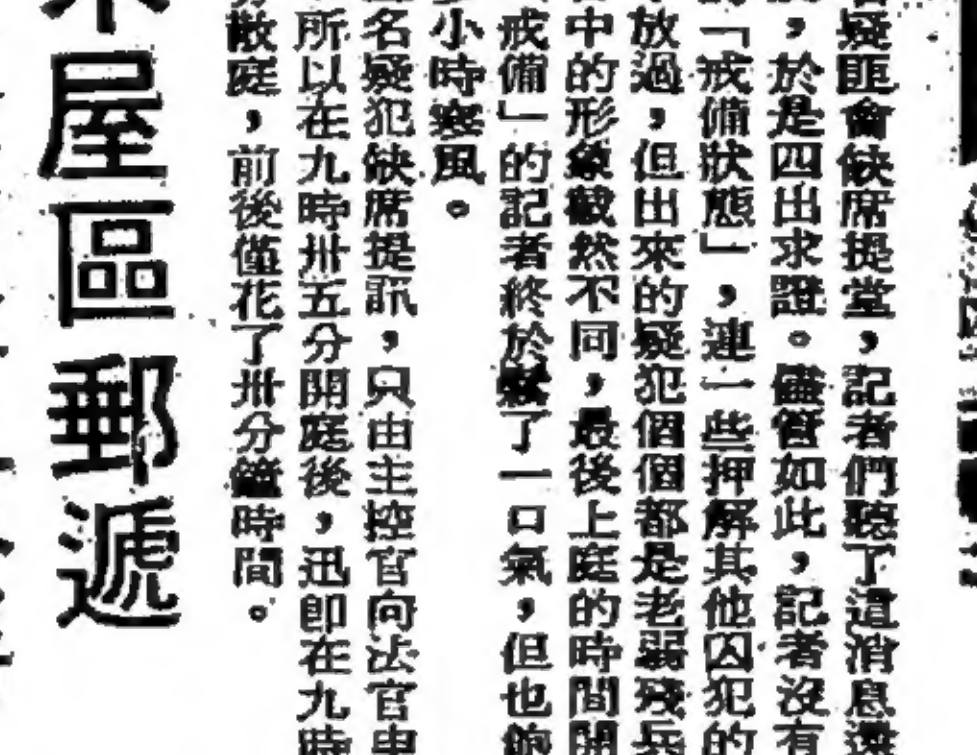 疑匪會缺席提堂,記者們聽了這消息還
,於是四出求證。儘管如此,記者沒有
「戒備狀態」,連一些押解其他囚犯的
放過,但出來的疑犯個個都是老弱殘兵
中的形象截然不同,最後上庭的時間開
戒備」的記者終於鬆了一口氣,但也飽
小時寒風。
名疑犯缺席提訊,只由主控官向法官申
所以在九時卅五分開庭後,迅即在九時
散庭,前後僅花了卅分鐘時間。
屋區郵遞